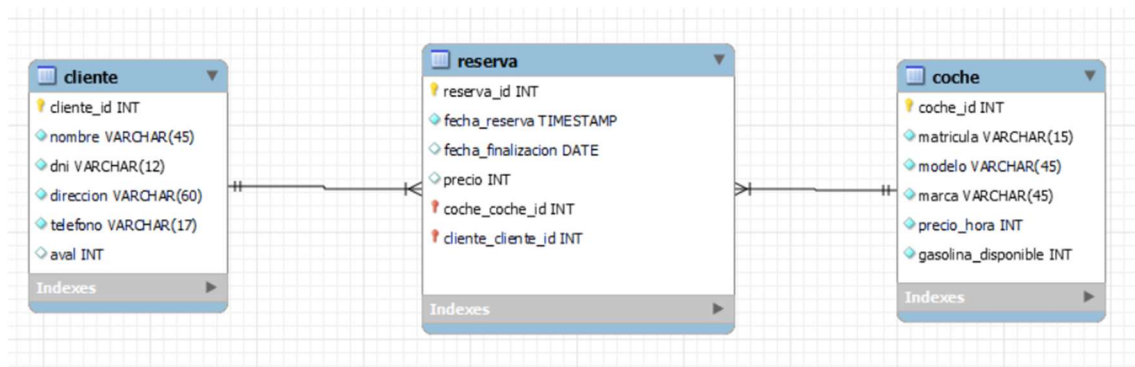 cliente
cliente_id INT
nombre VARCHAR(45)
dni VARCHAR(12)
direccion VARCHAR(60)
telefono VARCHAR(17)
aval INT
Indexes
reserva
reserva_id INT
fecha_reserva TIMESTAMP
fecha_finalizacion DATE
precio INT
coche_coche_id INT
cliente_cliente_id INT
Indexes
coche
coche_id INT
matricula VARCHAR(15)
modelo VARCHAR(45)
marca VARCHAR(45)
precio_hora INT
gasolina_disponible INT
Indexes